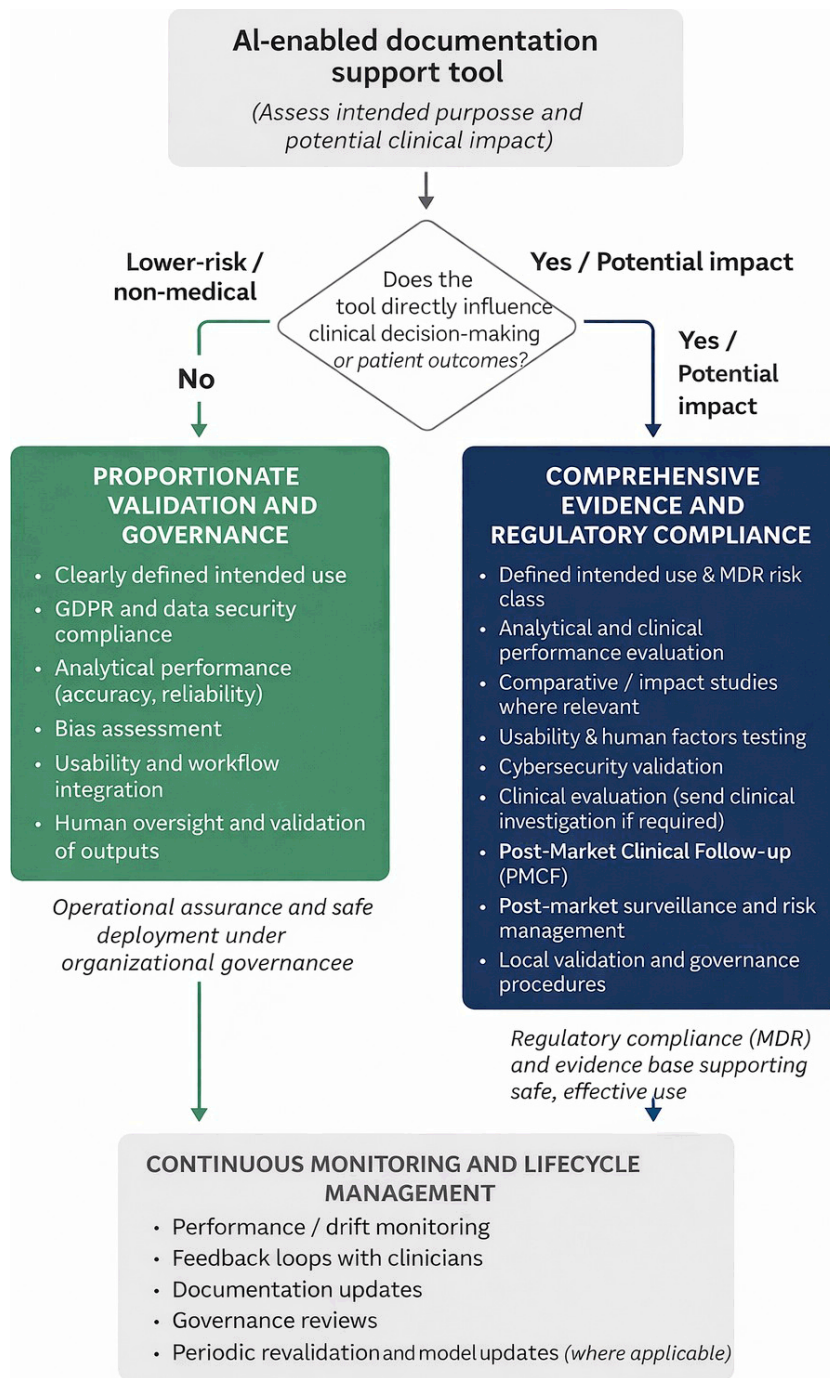 AI-enabled documentation
support tool
(Assess intended purposse and
potential clinical impact)
Lower-risk /
non-medical
Yes / Potential impact
Does the
tool directly influence
clinical decision-making
or patient outcomes?
No
Yes /
Potential
impact
PROPORTIONATE
VALIDATION AND
GOVERNANCE
• Clearly defined intended use
• GDPR and data security
compliance
• Analytical performance
(accuracy, reliability)
• Bias assessment
• Usability and workflow
integration
• Human oversight and validation
of outputs
Operational assurance and safe
deployment under
organizational governancee
COMPREHENSIVE
EVIDENCE AND
REGULATORY COMPLIANCE
• Defined intended use & MDR risk
class
• Analytical and clinical
performance evaluation
• Comparative / impact studies
where relevant
• Usability & human factors testing
• Cybersecurity validation
• Clinical evaluation (send clinical
investigation if required)
• Post-Market Clinical Follow-up
(PMCF)
• Post-market surveillance and risk
management
• Local validation and governance
procedures
Regulatory compliance (MDR)
and evidence base supporting
safe, effective use
CONTINUOUS MONITORING AND LIFECYCLE
MANAGEMENT
• Performance / drift monitoring
• Feedback loops with clinicians
• Documentation updates
• Governance reviews
• Periodic revalidation and model updates (where applicable)